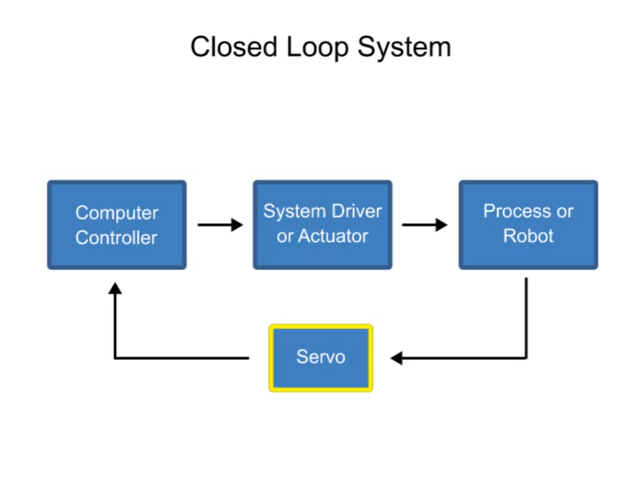 Closed Loop System
Computer
Controller
System Driver
or Actuator
Process or
Robot
Servo